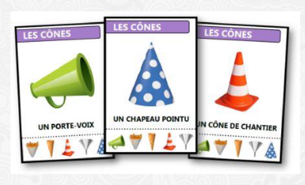 LES CÔNES
UN PORTE-VOIX
LES CÔNES
UN CHAPEAU POINTU
LES CÔNES
UN CÔNE DE CHANTIER